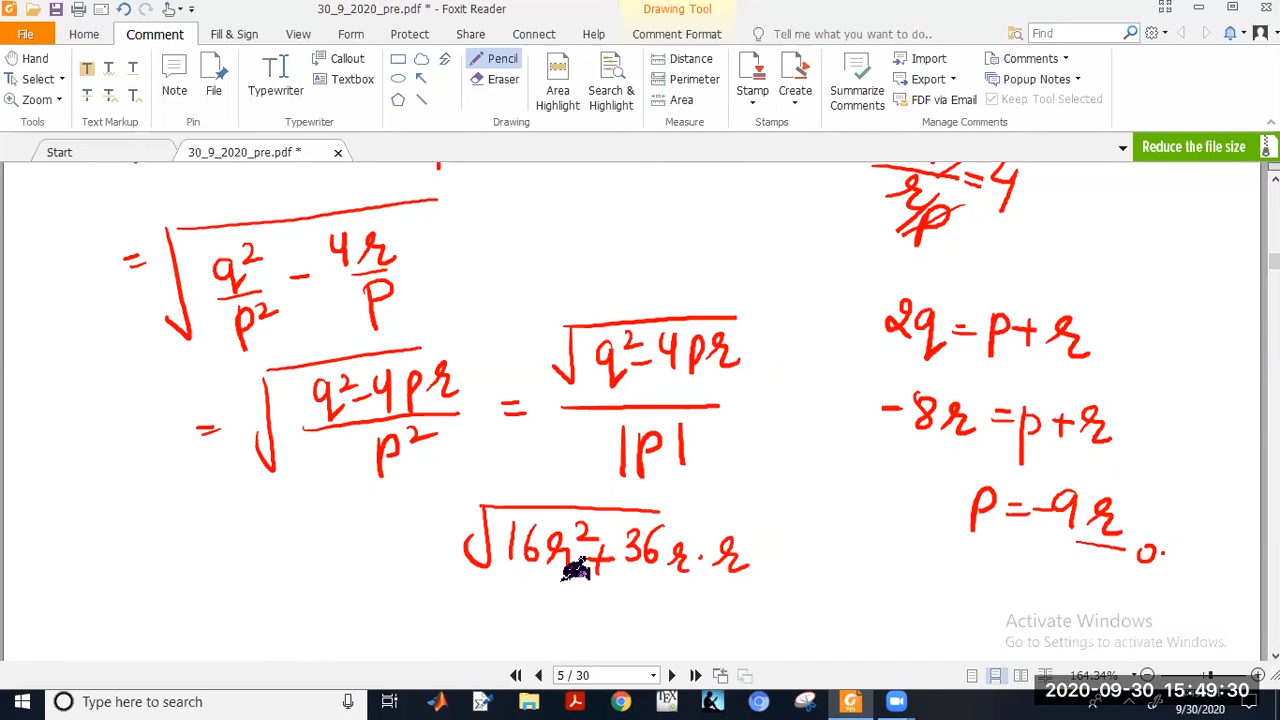 30_9_2020_pre.pdf * - Foxit Reader
Drawing Tool
File Home Comment Fill & Sign View Form Protect Share Connect Help Comment Format Tell me what you want to do.. Find
Hand
Select
Zoom
Tools
Text Markup
Note
File
Pin
Typewriter
Callout
Textbox
Typewriter
Pencil
Eraser
Drawing
Area Highlight
Search & Highlight
Distance
Perimeter
Area
Measure
Stamp
Create
Stamps
Summarize Comments
Import
Export
FDF via Email
Comments
Popup Notes
Keep Tool Selected
Manage Comments
Start
30_9_2020_pre.pdf *
Reduce the file size
= √(q²/p² - 4r/p)
= √((q²-4pr)/p²) = √(q²-4pr)/|p|
√(16r²+36r·r)
r/p = 4
2q = p+r
-8r = p+r
p = -9r
0.
Activate Windows
Go to Settings to activate Windows.
5 / 30
164.34%
Type here to search
2020-09-30 15:49:30
9/30/2020